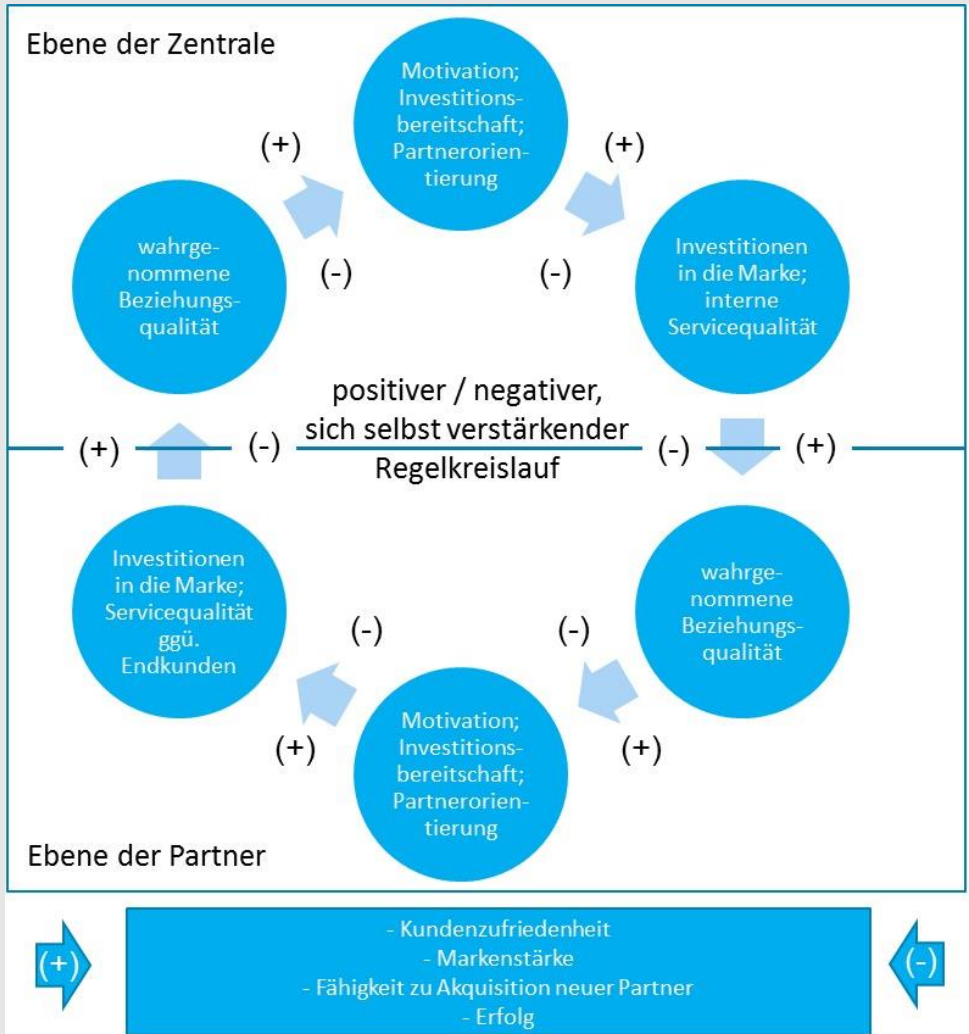 Ebene der Zentrale
Motivation;
Investitions-
bereitschaft;
Partnerorien-
tierung
(+)
(+)
wahrge-
nommene
Beziehungs-
qualität
(-)
(-)
Investitionen
in die Marke;
interne
Servicequalität
positiver / negativer,
sich selbst verstärkender
Regelkreislauf
(+)
(-)
(-)
(+)
Investitionen
in die Marke;
Servicequalität
ggü.
Endkunden
wahrge-
nommene
Beziehungs-
qualität
(-)
(-)
Motivation;
Investitions-
bereitschaft;
Partnerorien-
tierung
(+)
(+)
Ebene der Partner
(+)
- Kundenzufriedenheit
- Markenstärke
- Fähigkeit zu Akquisition neuer Partner
- Erfolg
(-)